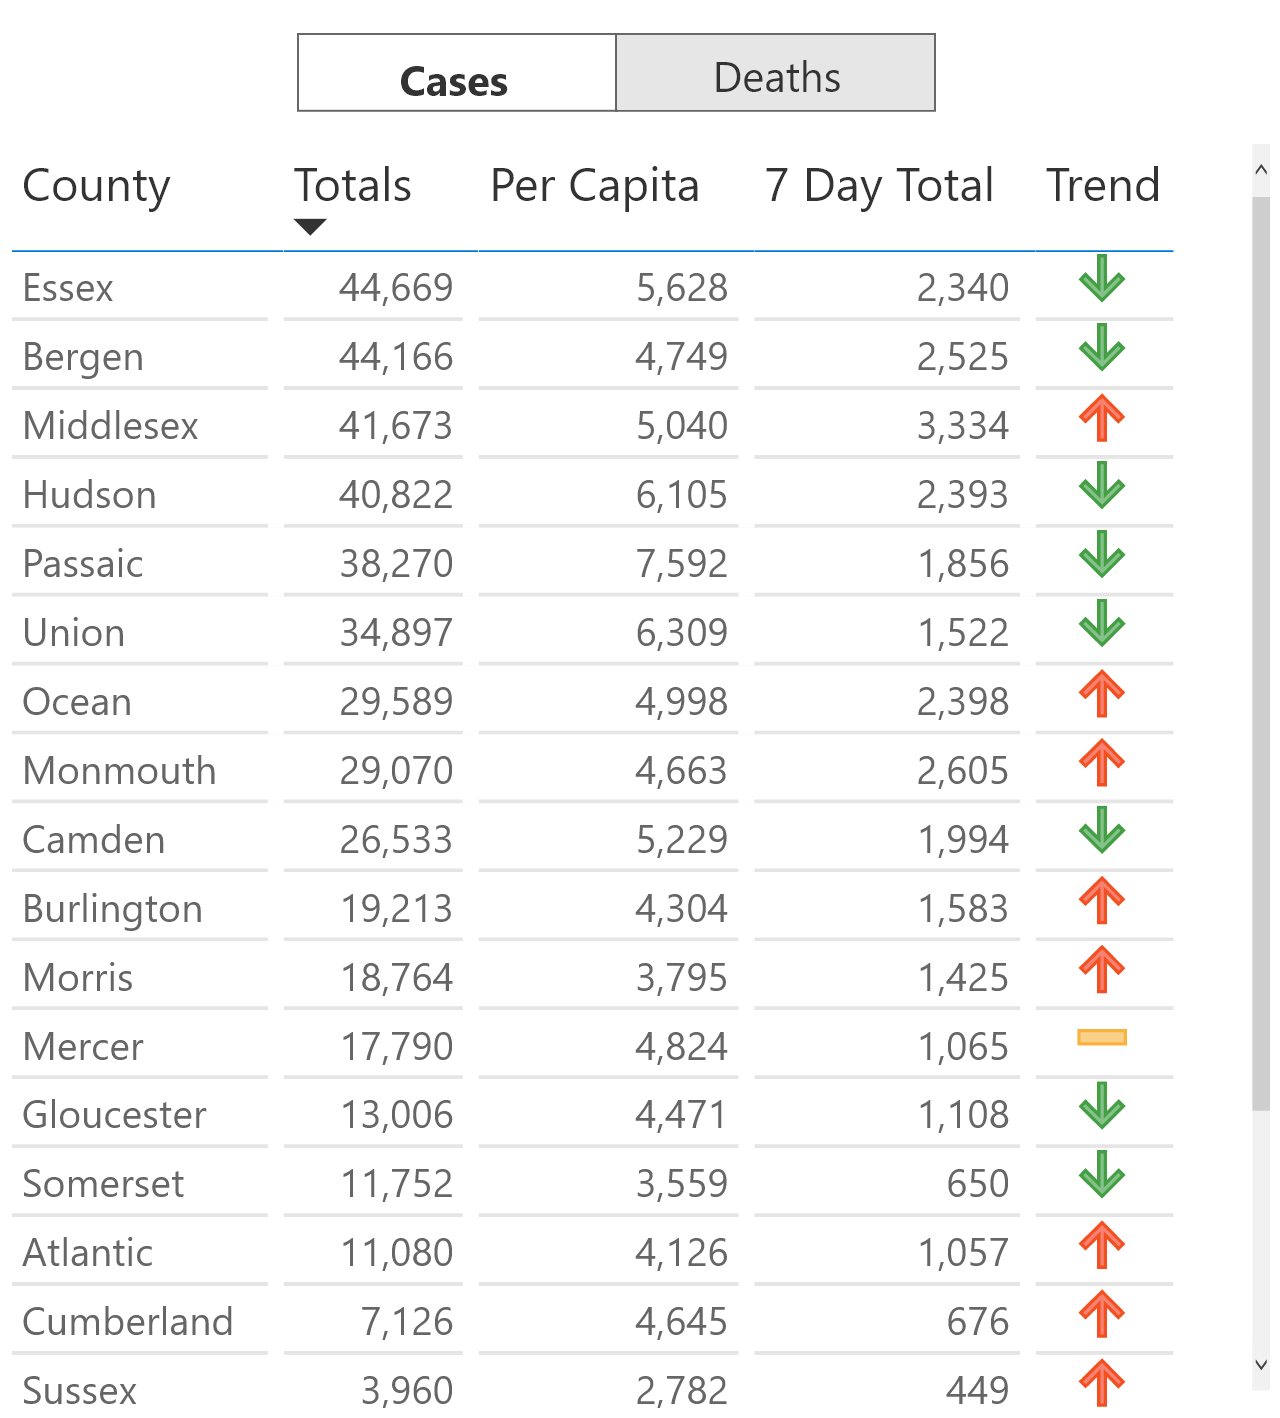 Cases Deaths
County Totals Per Capita 7 Day Total Trend
Essex 44,669 5,628 2,340
Bergen 44,166 4,749 2,525
Middlesex 41,673 5,040 3,334
Hudson 40,822 6,105 2,393
Passaic 38,270 7,592 1,856
Union 34,897 6,309 1,522
Ocean 29,589 4,998 2,398
Monmouth 29,070 4,663 2,605
Camden 26,533 5,229 1,994
Burlington 19,213 4,304 1,583
Morris 18,764 3,795 1,425
Mercer 17,790 4,824 1,065
Gloucester 13,006 4,471 1,108
Somerset 11,752 3,559 650
Atlantic 11,080 4,126 1,057
Cumberland 7,126 4,645 676
Sussex 3,960 2,782 449